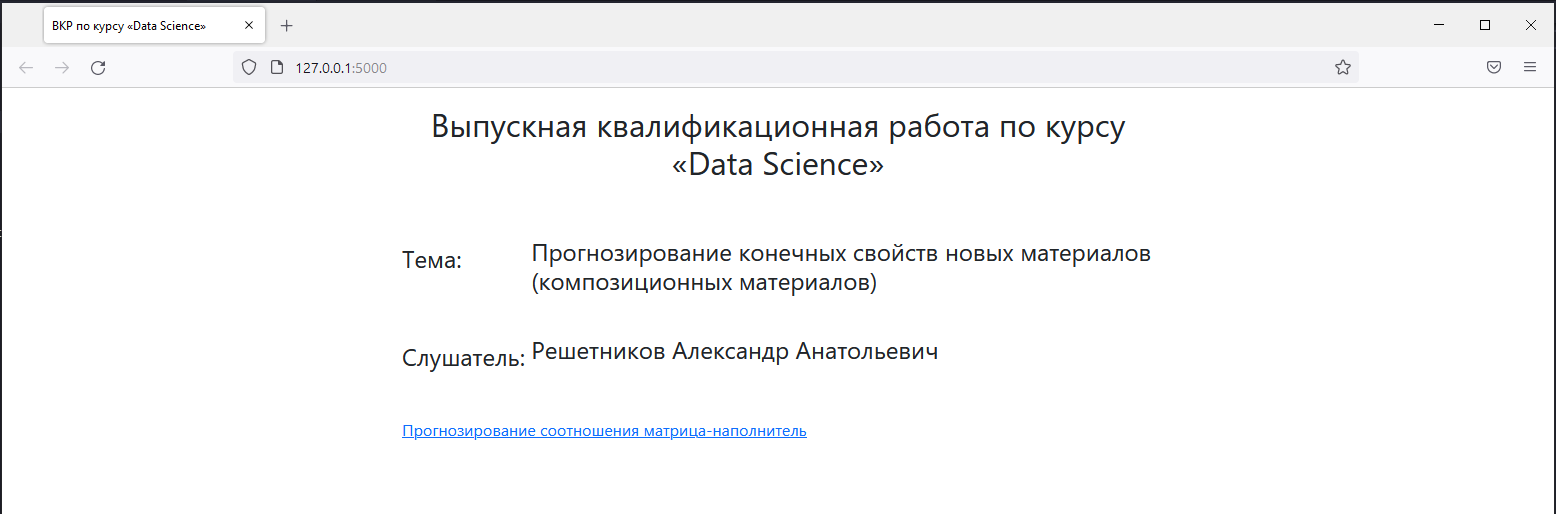 ВКР по курсу «Data Science»
127.0.0.1:5000
Выпускная квалификационная работа по курсу
«Data Science»
Тема:
Прогнозирование конечных свойств новых материалов
(композиционных материалов)
Слушатель:
Решетников Александр Анатольевич
Прогнозирование соотношения матрица-наполнитель